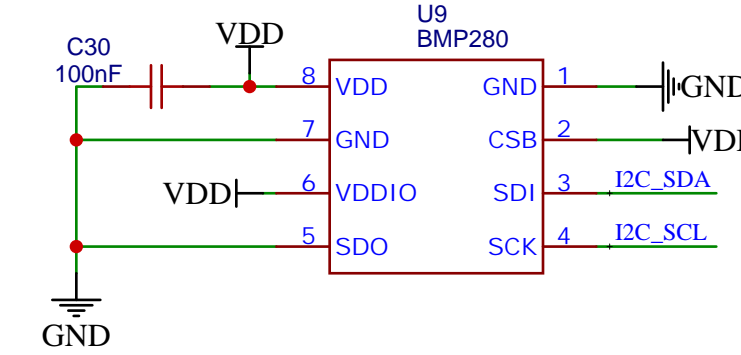 U9
BMP280
C30
100nF
VDD
8 VDD
GND 1
GND
7 GND
CSB 2
VDD
VDD
6 VDDIO
SDI 3
I2C_SDA
5 SDO
SCK 4
I2C_SCL
GND